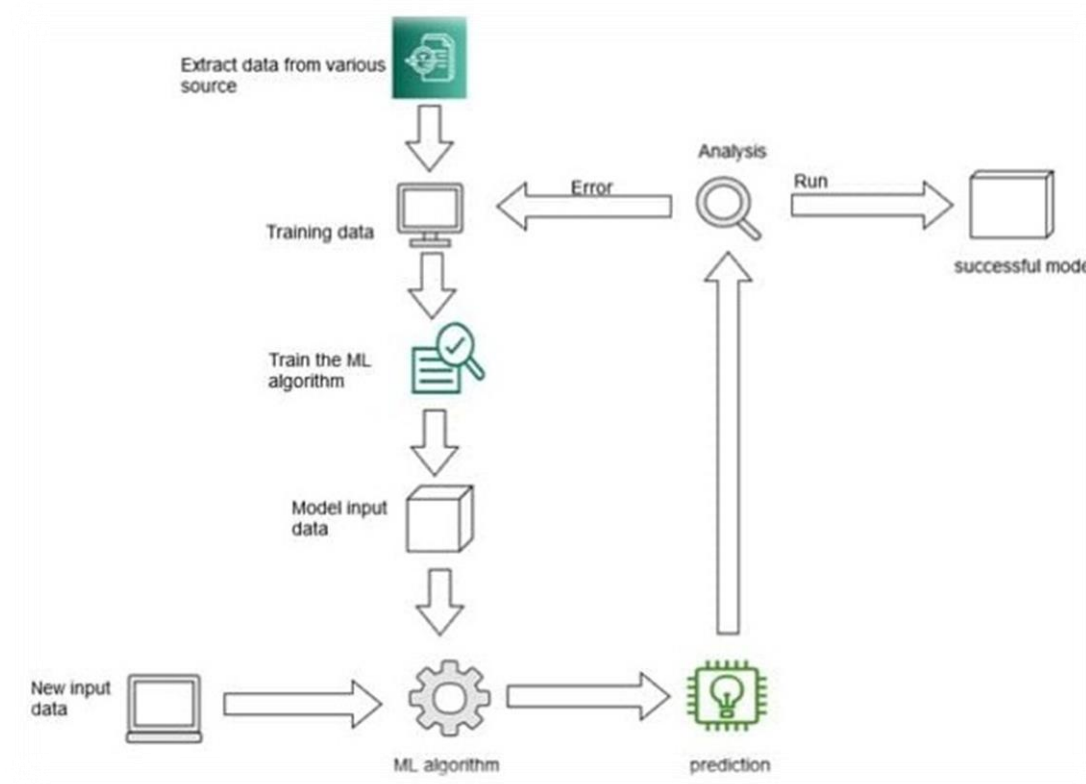 Extract data from various
source
Analysis
Error
Run
Training data
successful mode
Train the ML
algorithm
Model input
data
New input
data
ML algorithm
prediction